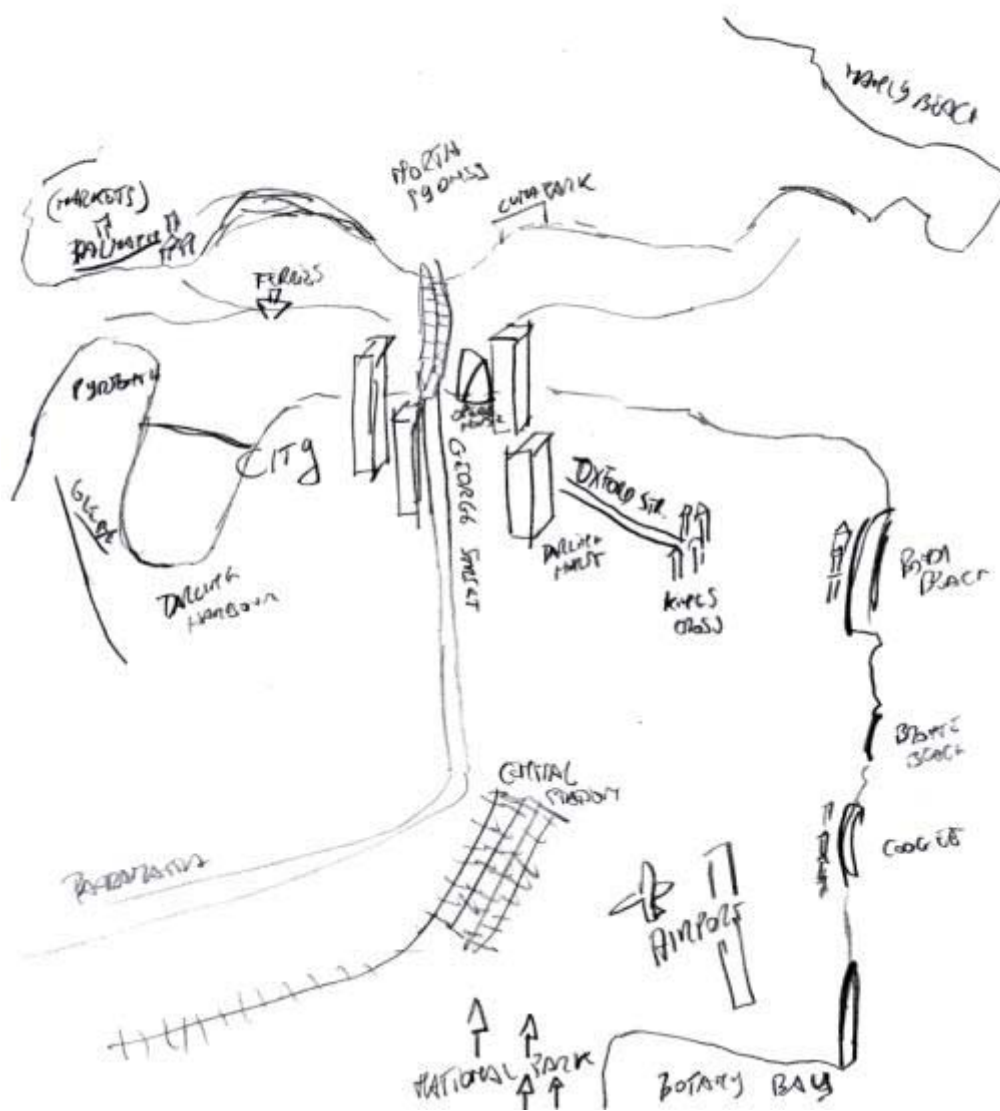 MANLY BEACH
NORTH
SYDNEY
LUNA PARK
(MARKETS)
BALMAIN
FERRIES
PYRMONT
CITY
OPERA
HOUSE
GEORGE STREET
OXFORD STR.
GLEBE
DARLING
HARBOUR
DARLING
HURST
KINGS
CROSS
BONDI
BEACH
BRONTE
BEACH
CENTRAL
STATION
COOGEE
PARRAMATTA
AIRPORT
NATIONAL PARK
BOTANY BAY